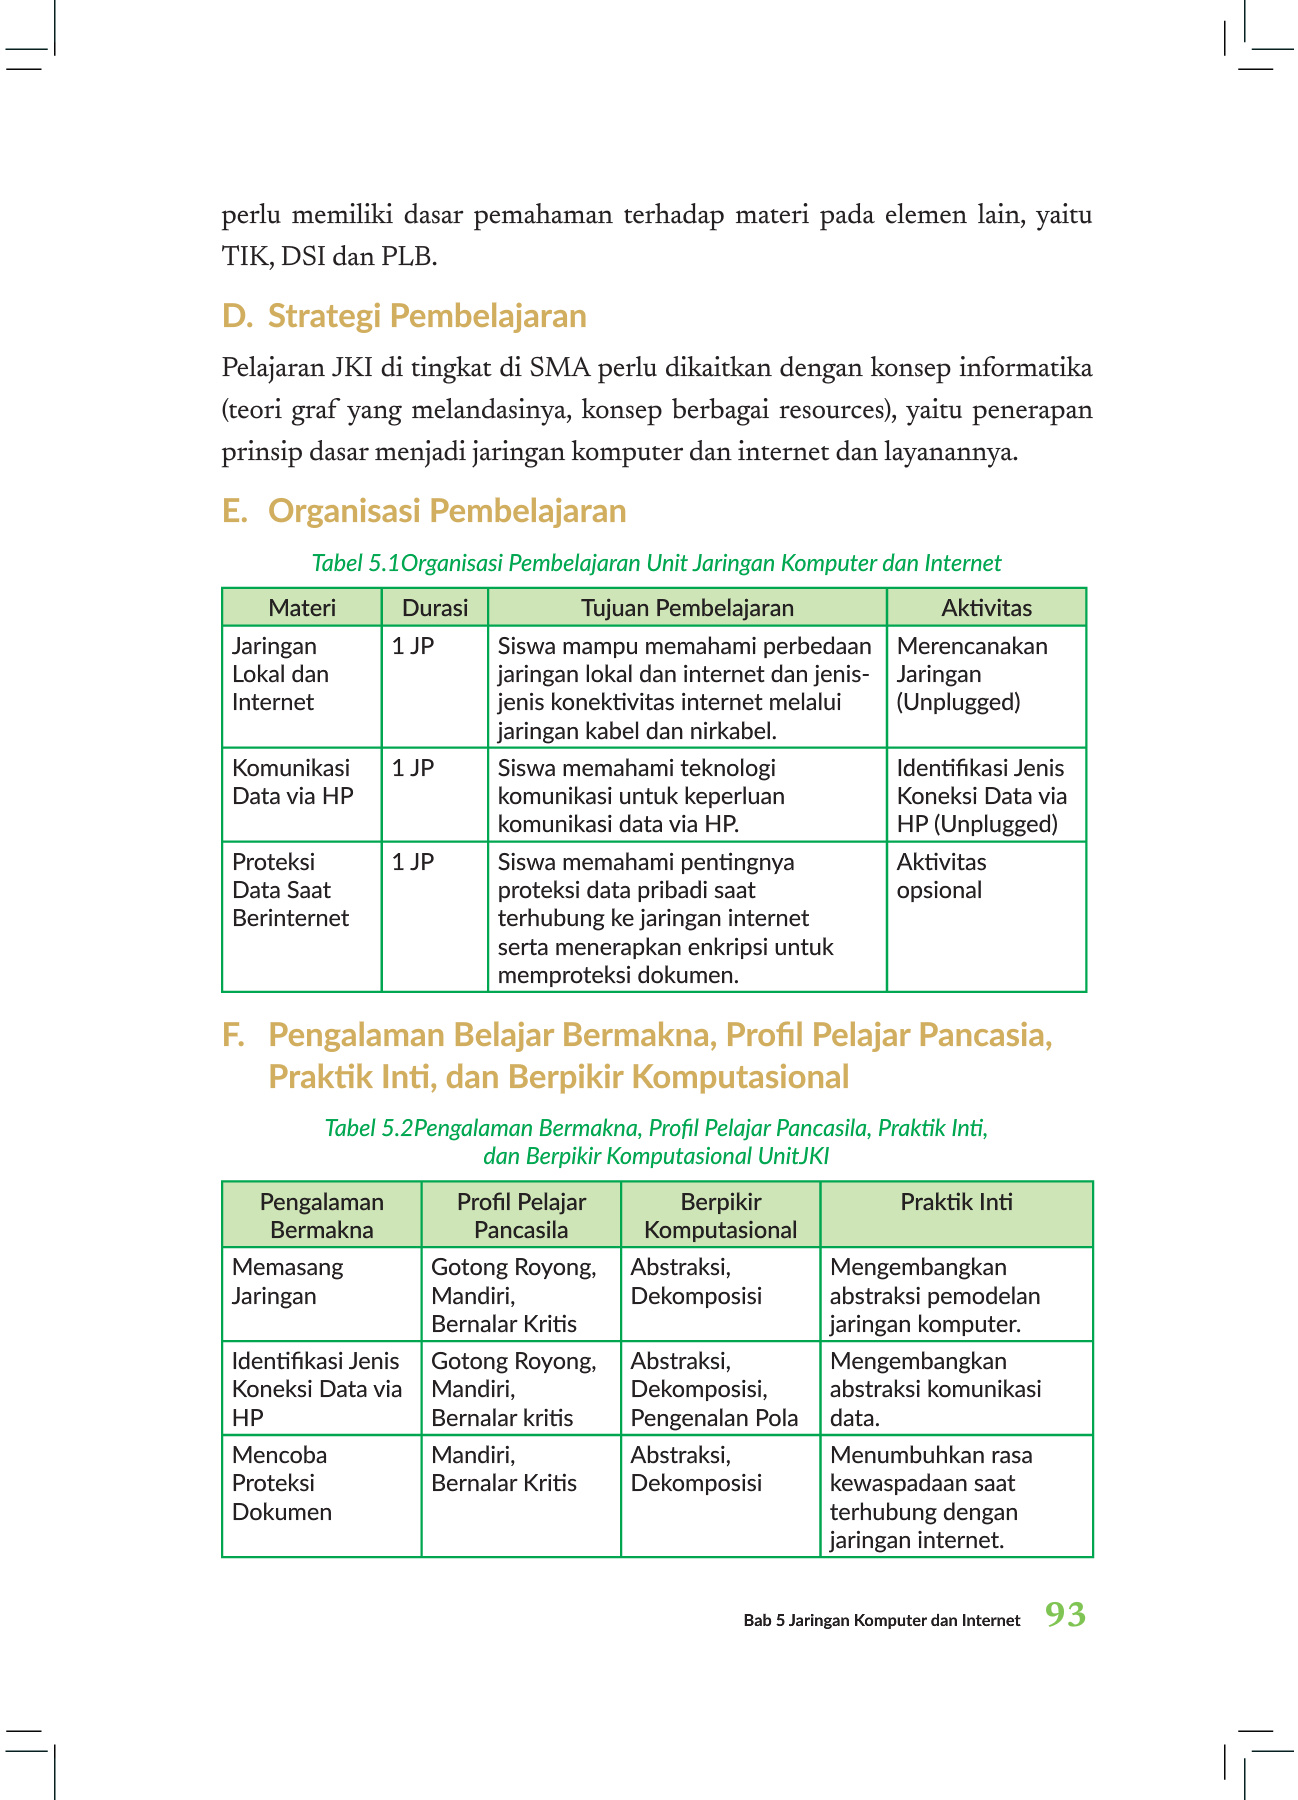 perlu memiliki dasar pemahaman terhadap materi pada elemen lain, yaitu
TIK, DSI dan PLB.
D. Strategi Pembelajaran
Pelajaran JKI di tingkat di SMA perlu dikaitkan dengan konsep informatika
(teori graf yang melandasinya, konsep berbagai resources), yaitu penerapan
prinsip dasar menjadi jaringan komputer dan internet dan layanannya.
E. Organisasi Pembelajaran
Tabel 5.1Organisasi Pembelajaran Unit Jaringan Komputer dan Internet
Materi
Durasi
Tujuan Pembelajaran
Aktivitas
Jaringan
Lokal dan
Internet
1 JP
Siswa mampu memahami perbedaan
jaringan lokal dan internet dan jenis-
jenis konektivitas internet melalui
jaringan kabel dan nirkabel.
Merencanakan
Jaringan
(Unplugged)
Komunikasi
Data via HP
1 JP
Siswa memahami teknologi
komunikasi untuk keperluan
komunikasi data via HP.
Identifikasi Jenis
Koneksi Data via
HP (Unplugged)
Proteksi
Data Saat
Berinternet
1 JP
Siswa memahami pentingnya
proteksi data pribadi saat
terhubung ke jaringan internet
serta menerapkan enkripsi untuk
memproteksi dokumen.
Aktivitas
opsional
F. Pengalaman Belajar Bermakna, Profil Pelajar Pancasia,
Praktik Inti, dan Berpikir Komputasional
Tabel 5.2Pengalaman Bermakna, Profil Pelajar Pancasila, Praktik Inti,
dan Berpikir Komputasional UnitJKI
Pengalaman
Bermakna
Profil Pelajar
Pancasila
Berpikir
Komputasional
Praktik Inti
Memasang
Jaringan
Gotong Royong,
Mandiri,
Bernalar Kritis
Abstraksi,
Dekomposisi
Mengembangkan
abstraksi pemodelan
jaringan komputer.
Identifikasi Jenis
Koneksi Data via
HP
Gotong Royong,
Mandiri,
Bernalar kritis
Abstraksi,
Dekomposisi,
Pengenalan Pola
Mengembangkan
abstraksi komunikasi
data.
Mencoba
Proteksi
Dokumen
Mandiri,
Bernalar Kritis
Abstraksi,
Dekomposisi
Menumbuhkan rasa
kewaspadaan saat
terhubung dengan
jaringan internet.
Bab 5 Jaringan Komputer dan Internet 93